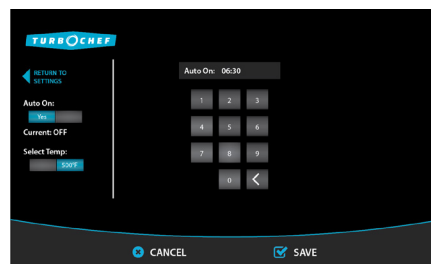 TURBOCHEF
RETURN TO
SETTINGS
Auto On:
Yes
Current: OFF
Select Temp:
500°F
Auto On: 06:30
1 2 3
4 5 6
7 8 9
0
CANCEL
SAVE